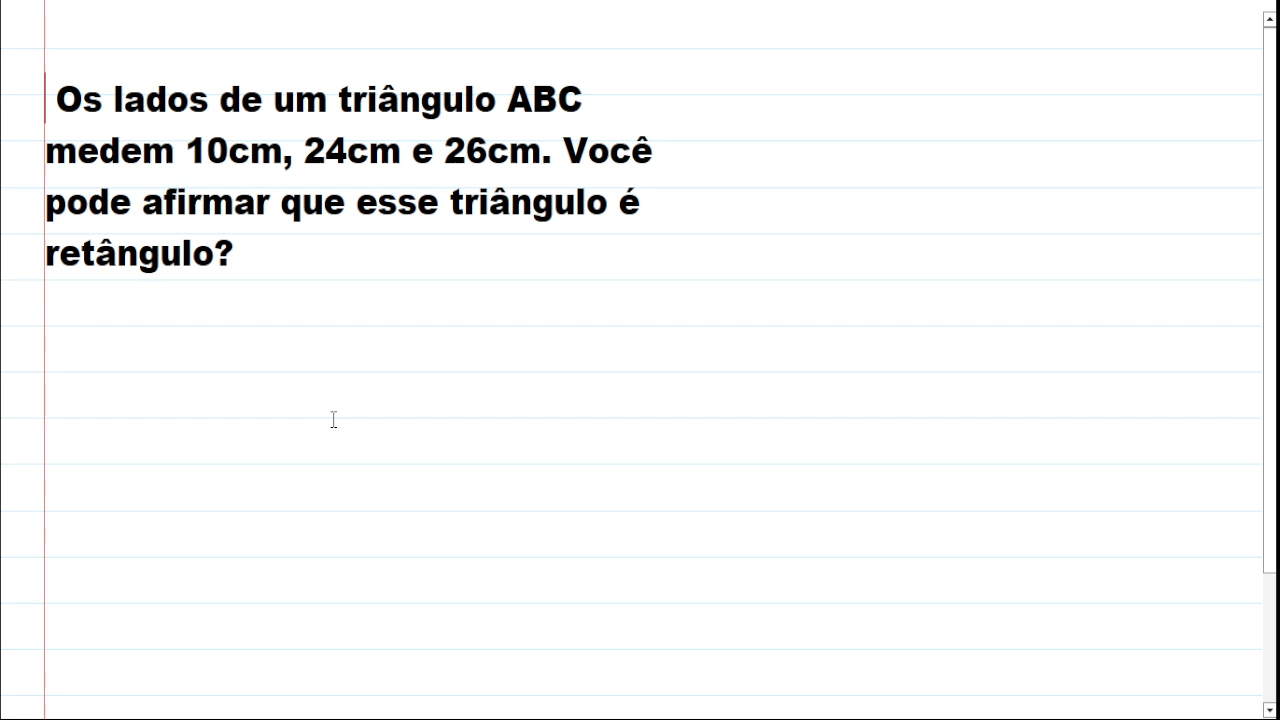 Os lados de um triângulo ABC
medem 10cm, 24cm e 26cm. Você
pode afirmar que esse triângulo é
retângulo?